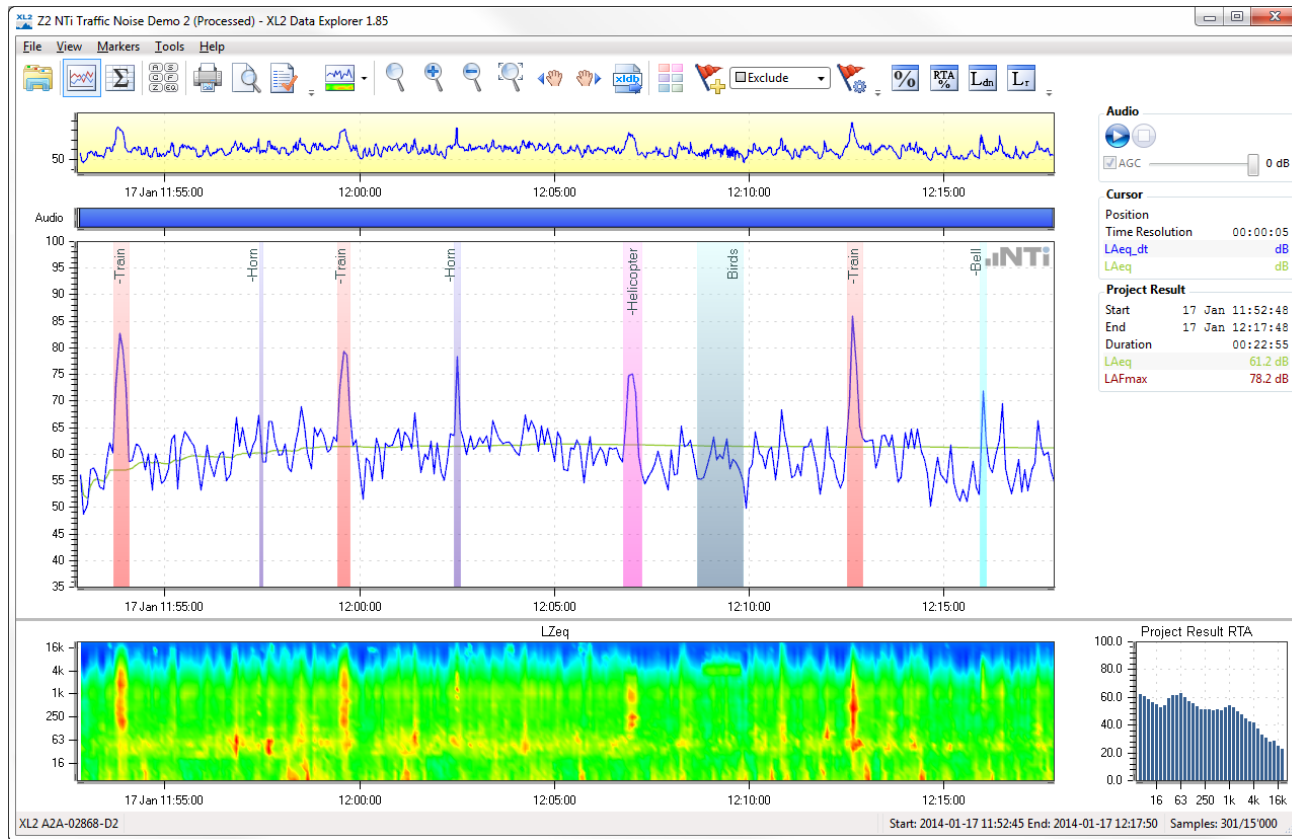 XL2
Z2 NTi Traffic Noise Demo 2 (Processed) - XL2 Data Explorer 1.85
File View Markers Tools Help
A S
C F
Z EQ
Σ
xldb
Exclude
%
RTA %
Ldn
Lr
50
17 Jan 11:55:00 12:00:00 12:05:00 12:10:00 12:15:00
Audio
100
95
90
85
80
75
70
65
60
55
50
45
40
35
-Train
-Horn
-Train
-Horn
-Helicopter
Birds
-Train
-Bell
NTi
17 Jan 11:55:00 12:00:00 12:05:00 12:10:00 12:15:00
Audio
AGC 0 dB
Cursor
Position
Time Resolution 00:00:05
LAeq_dt dB
LAeq dB
Project Result
Start 17 Jan 11:52:48
End 17 Jan 12:17:48
Duration 00:22:55
LAeq 61.2 dB
LAFmax 78.2 dB
LZeq
16k
4k
1k
250
63
16
17 Jan 11:55:00 12:00:00 12:05:00 12:10:00 12:15:00
Project Result RTA
100.0
80.0
60.0
40.0
20.0
0.0
16 63 250 1k 4k 16k
XL2 A2A-02868-D2 Start: 2014-01-17 11:52:45 End: 2014-01-17 12:17:50 Samples: 301/15'000